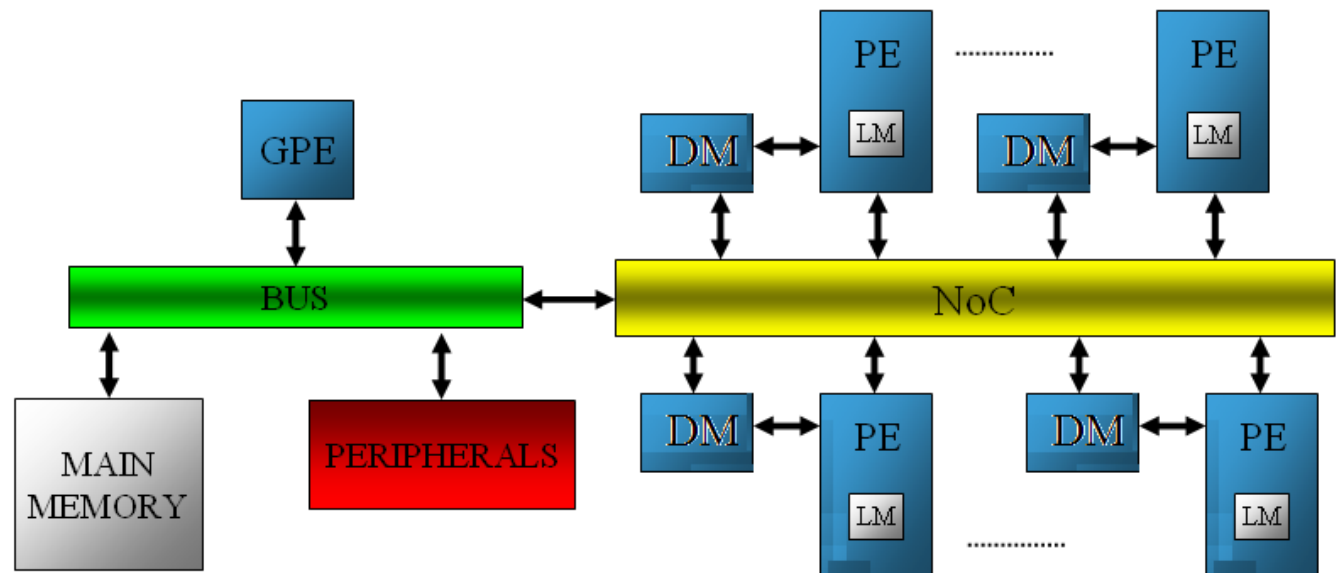 PE
PE
GPE
DM
LM
DM
LM
BUS
NoC
DM
PE
DM
PE
MAIN
MEMORY
PERIPHERALS
LM
LM